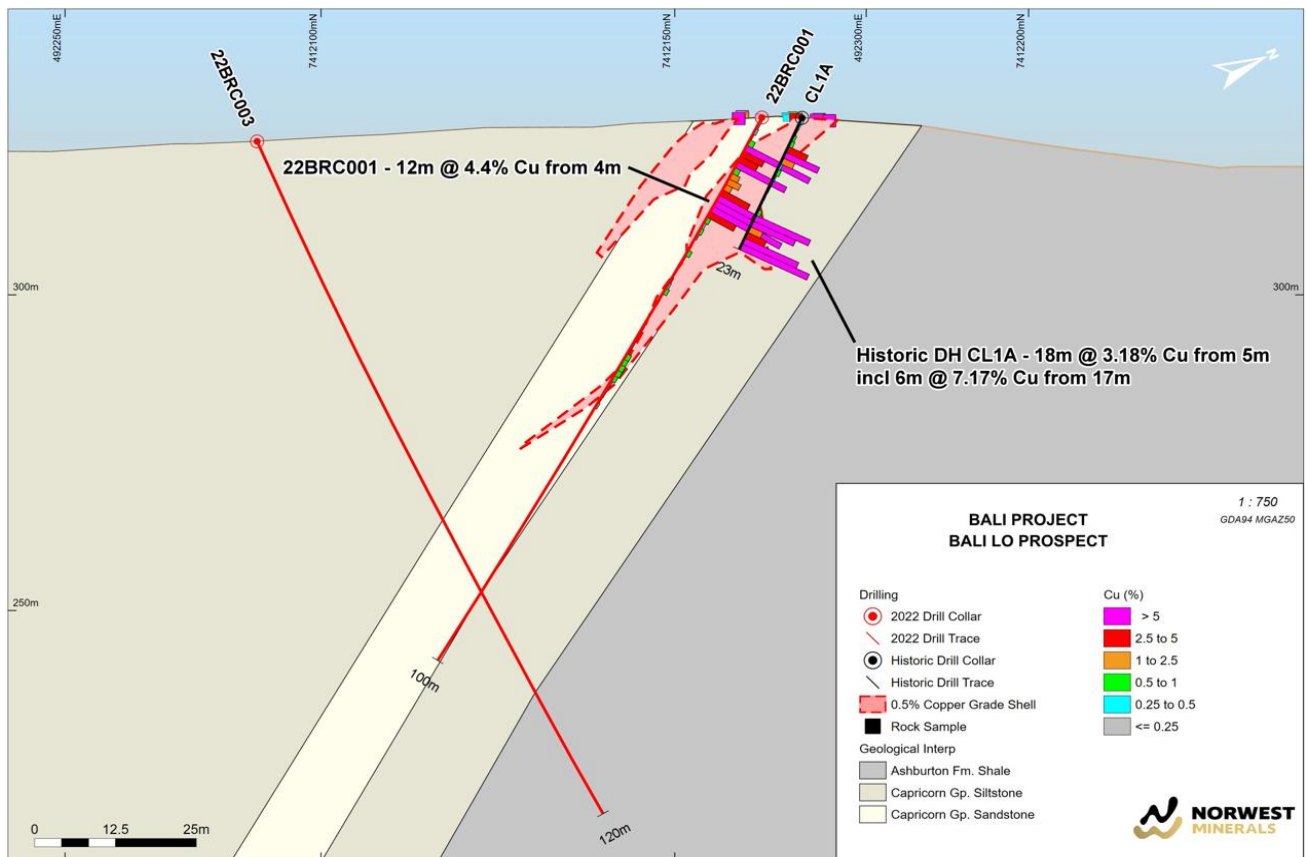 492250mE
7412100mN
7412150mN
492300mE
7412200mN
N
22BRC003
22BRC001
CL1A
22BRC001 - 12m @ 4.4% Cu from 4m
23m
300m
300m
Historic DH CL1A - 18m @ 3.18% Cu from 5m
incl 6m @ 7.17% Cu from 17m
250m
100m
120m
0 12.5 25m
BALI PROJECT
BALI LO PROSPECT
1 : 750
GDA94 MGAZ50
Drilling
2022 Drill Collar
2022 Drill Trace
Historic Drill Collar
Historic Drill Trace
0.5% Copper Grade Shell
Rock Sample
Geological Interp
Ashburton Fm. Shale
Capricorn Gp. Siltstone
Capricorn Gp. Sandstone
Cu (%)
> 5
2.5 to 5
1 to 2.5
0.5 to 1
0.25 to 0.5
<= 0.25
NORWEST
MINERALS